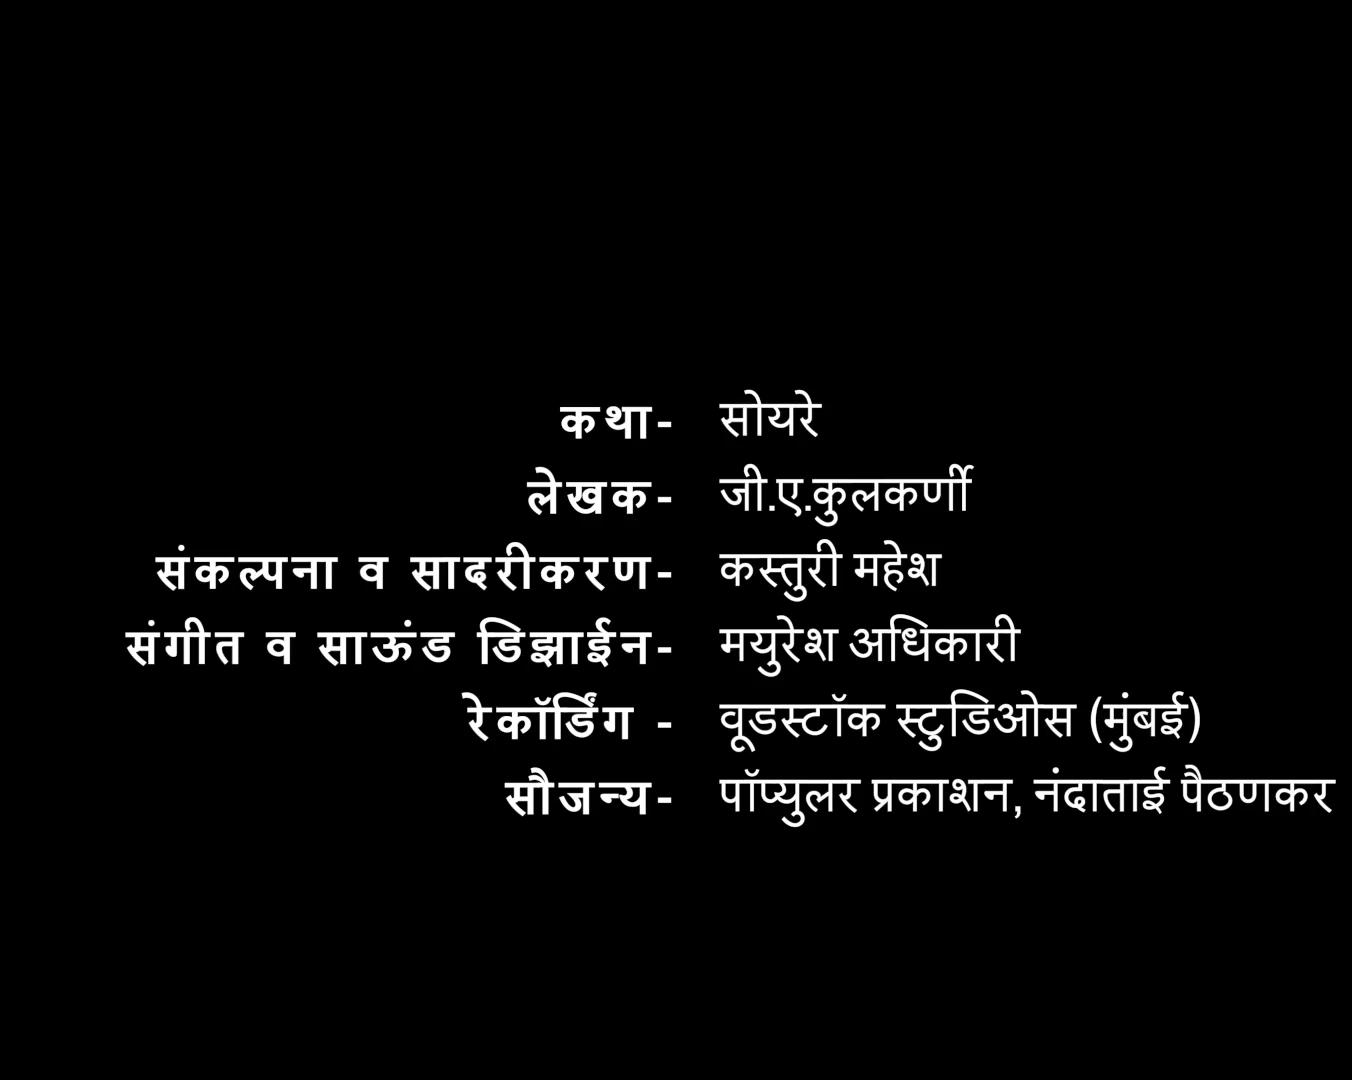 कथा- सोयरे
लेखक- जी.ए.कुलकर्णी
संकल्पना व सादरीकरण- कस्तुरी महेश
संगीत व साऊंड डिझाईन- मयुरेश अधिकारी
रेकॉर्डिंग - वूडस्टॉक स्टुडिओस (मुंबई)
सौजन्य- पॉप्युलर प्रकाशन, नंदाताई पैठणकर